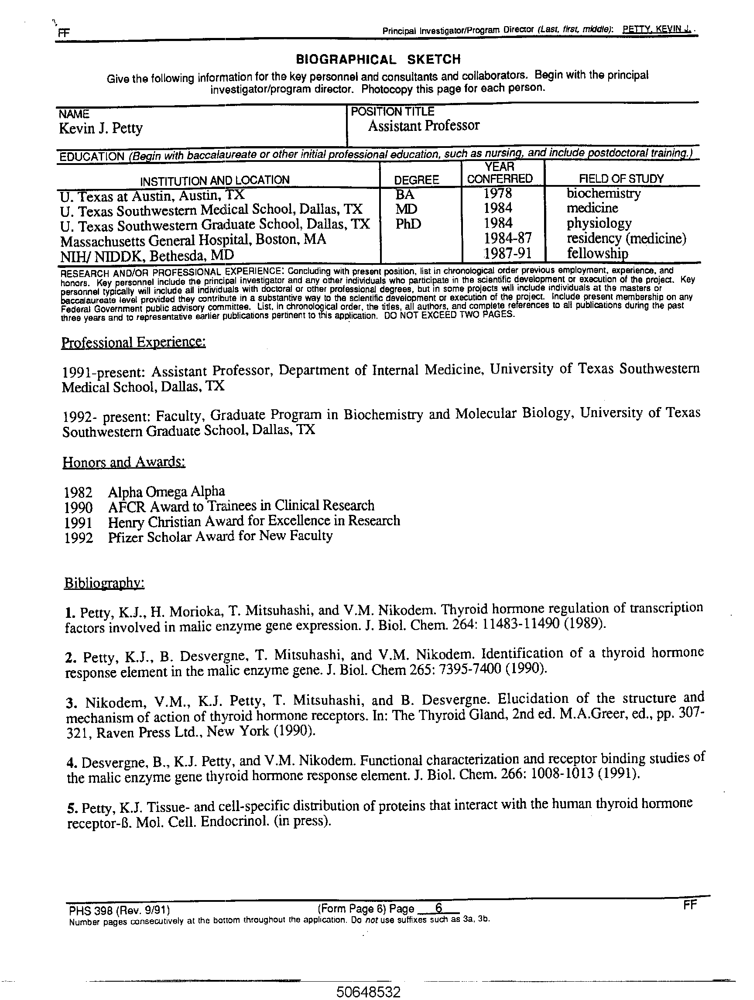 FF
Principal Investigator/Program Director (Last, first, middle): PETTY, KEVIN J.
BIOGRAPHICAL SKETCH
Give the following information for the key personnel and consultants and collaborators. Begin with the principal
investigator/program director. Photocopy this page for each person.
NAME
POSITION TITLE
Kevin J. Petty
Assistant Professor
EDUCATION (Begin with baccalaureate or other initial professional education, such as nursing, and include postdoctoral training.)
INSTITUTION AND LOCATION DEGREE YEAR CONFERRED FIELD OF STUDY
U. Texas at Austin, Austin, TX BA 1978 biochemistry
U. Texas Southwestern Medical School, Dallas, TX MD 1984 medicine
U. Texas Southwestern Graduate School, Dallas, TX PhD 1984 physiology
Massachusetts General Hospital, Boston, MA 1984-87 residency (medicine)
NIH/ NIDDK, Bethesda, MD 1987-91 fellowship
RESEARCH AND/OR PROFESSIONAL EXPERIENCE: Concluding with present position, list in chronological order previous employment, experience, and
honors. Key personnel include the principal investigator and any other individuals who participate in the scientific development or execution of the project. Key
personnel typically will include all individuals with doctoral or other professional degrees, but in some projects will include individuals at the masters or
baccalaureate level provided they contribute in a substantive way to the scientific development or execution of the project. Include present membership on any
Federal Government public advisory committee. List, in chronological order, the titles, all authors, and complete references to all publications during the past
three years and to representative earlier publications pertinent to this application. DO NOT EXCEED TWO PAGES.
Professional Experience:
1991-present: Assistant Professor, Department of Internal Medicine, University of Texas Southwestern
Medical School, Dallas, TX
1992- present: Faculty, Graduate Program in Biochemistry and Molecular Biology, University of Texas
Southwestern Graduate School, Dallas, TX
Honors and Awards:
1982 Alpha Omega Alpha
1990 AFCR Award to Trainees in Clinical Research
1991 Henry Christian Award for Excellence in Research
1992 Pfizer Scholar Award for New Faculty
Bibliography:
1. Petty, K.J., H. Morioka, T. Mitsuhashi, and V.M. Nikodem. Thyroid hormone regulation of transcription
factors involved in malic enzyme gene expression. J. Biol. Chem. 264: 11483-11490 (1989).
2. Petty, K.J., B. Desvergne, T. Mitsuhashi, and V.M. Nikodem. Identification of a thyroid hormone
response element in the malic enzyme gene. J. Biol. Chem 265: 7395-7400 (1990).
3. Nikodem, V.M., K.J. Petty, T. Mitsuhashi, and B. Desvergne. Elucidation of the structure and
mechanism of action of thyroid hormone receptors. In: The Thyroid Gland, 2nd ed. M.A.Greer, ed., pp. 307-
321, Raven Press Ltd., New York (1990).
4. Desvergne, B., K.J. Petty, and V.M. Nikodem. Functional characterization and receptor binding studies of
the malic enzyme gene thyroid hormone response element. J. Biol. Chem. 266: 1008-1013 (1991).
5. Petty, K.J. Tissue- and cell-specific distribution of proteins that interact with the human thyroid hormone
receptor-ß. Mol. Cell. Endocrinol. (in press).
PHS 398 (Rev. 9/91) (Form Page 6) Page 6 FF
Number pages consecutively at the bottom throughout the application. Do not use suffixes such as 3a, 3b.
50648532